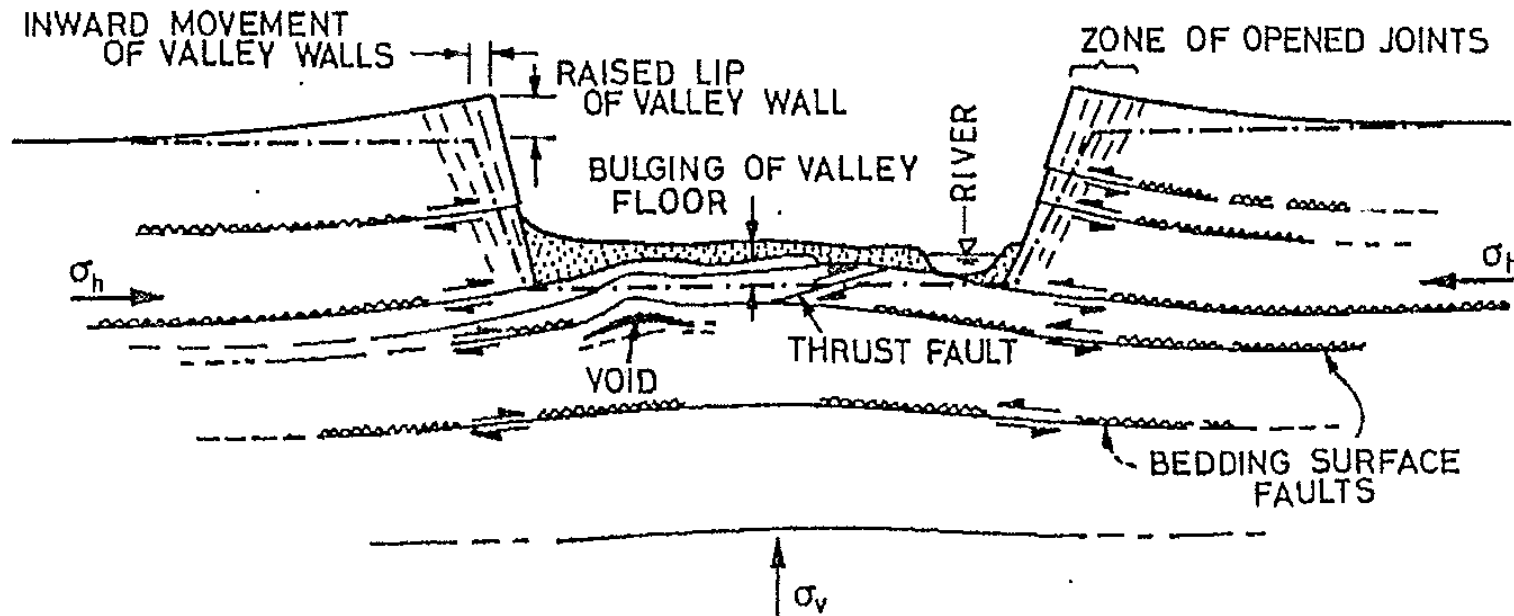 INWARD MOVEMENT
OF VALLEY WALLS
RAISED LIP
OF VALLEY WALL
ZONE OF OPENED JOINTS
BULGING OF VALLEY
FLOOR
RIVER
σh
σh
THRUST FAULT
VOID
BEDDING SURFACE
FAULTS
σv